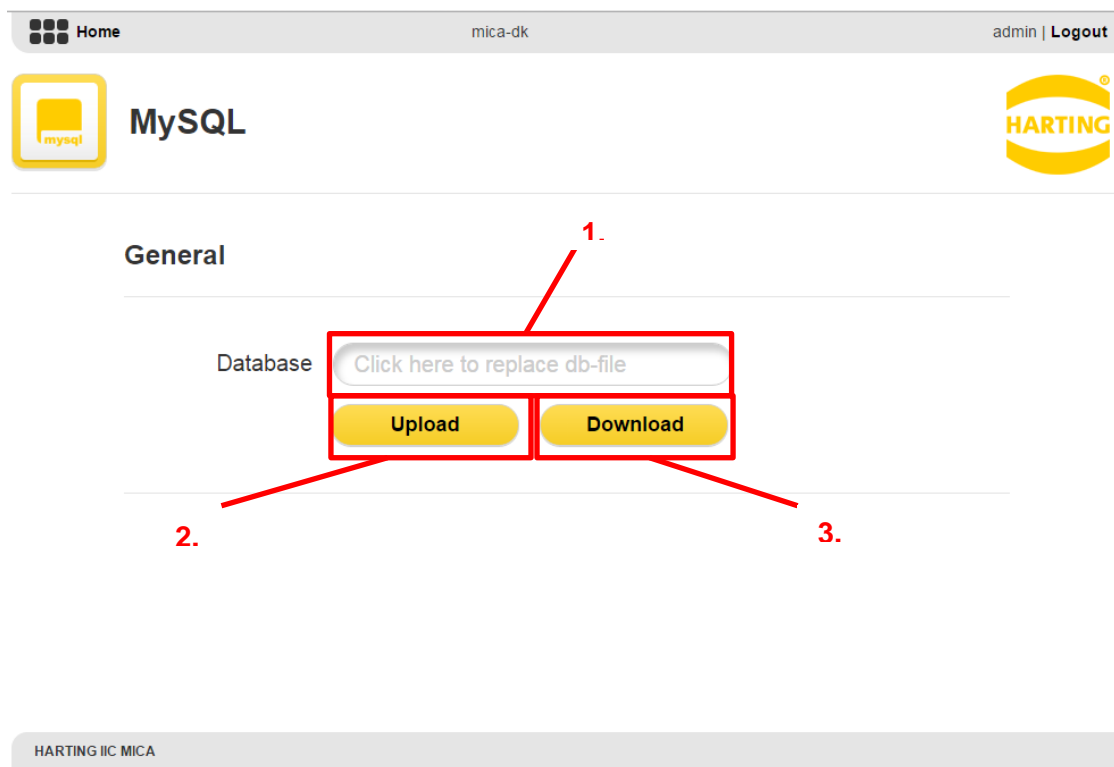 Home mica-dk admin | Logout
mysql MySQL HARTING®
1.
General
Database Click here to replace db-file
Upload Download
2. 3.
HARTING IIC MICA